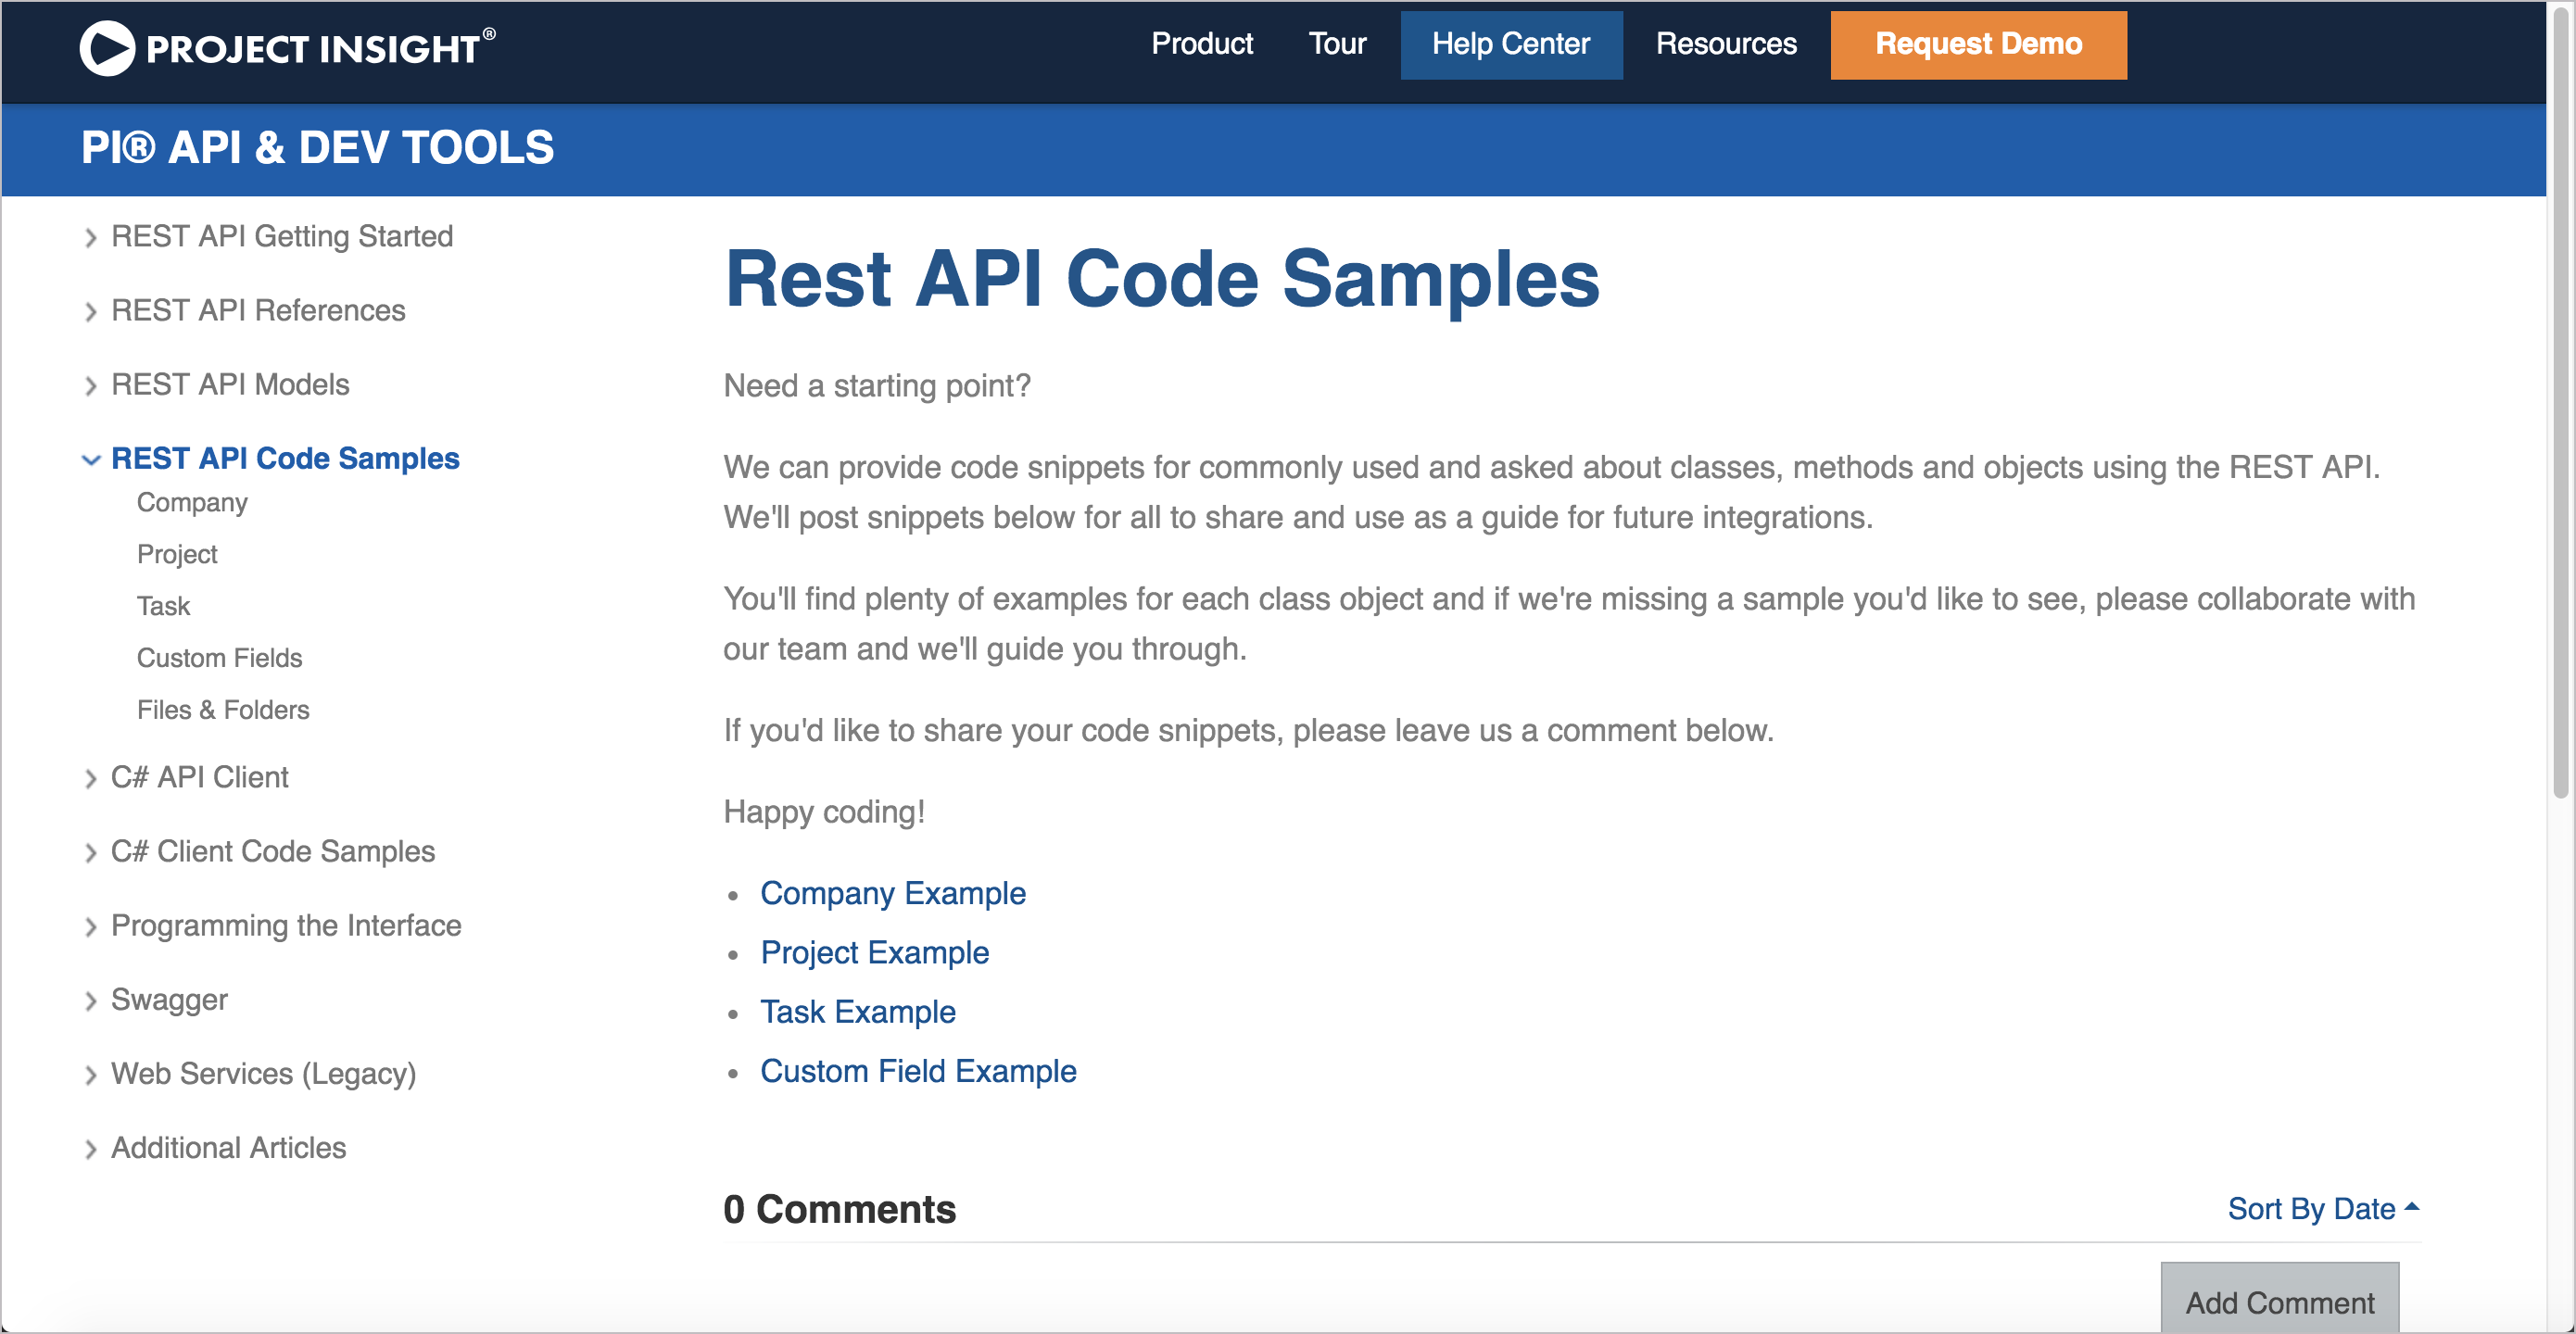 PROJECT INSIGHT®
Product
Tour
Help Center
Resources
Request Demo
PI® API & DEV TOOLS
REST API Getting Started
REST API References
REST API Models
REST API Code Samples
Company
Project
Task
Custom Fields
Files & Folders
C# API Client
C# Client Code Samples
Programming the Interface
Swagger
Web Services (Legacy)
Additional Articles
Rest API Code Samples
Need a starting point?
We can provide code snippets for commonly used and asked about classes, methods and objects using the REST API.
We'll post snippets below for all to share and use as a guide for future integrations.
You'll find plenty of examples for each class object and if we're missing a sample you'd like to see, please collaborate with
our team and we'll guide you through.
If you'd like to share your code snippets, please leave us a comment below.
Happy coding!
Company Example
Project Example
Task Example
Custom Field Example
0 Comments
Sort By Date
Add Comment